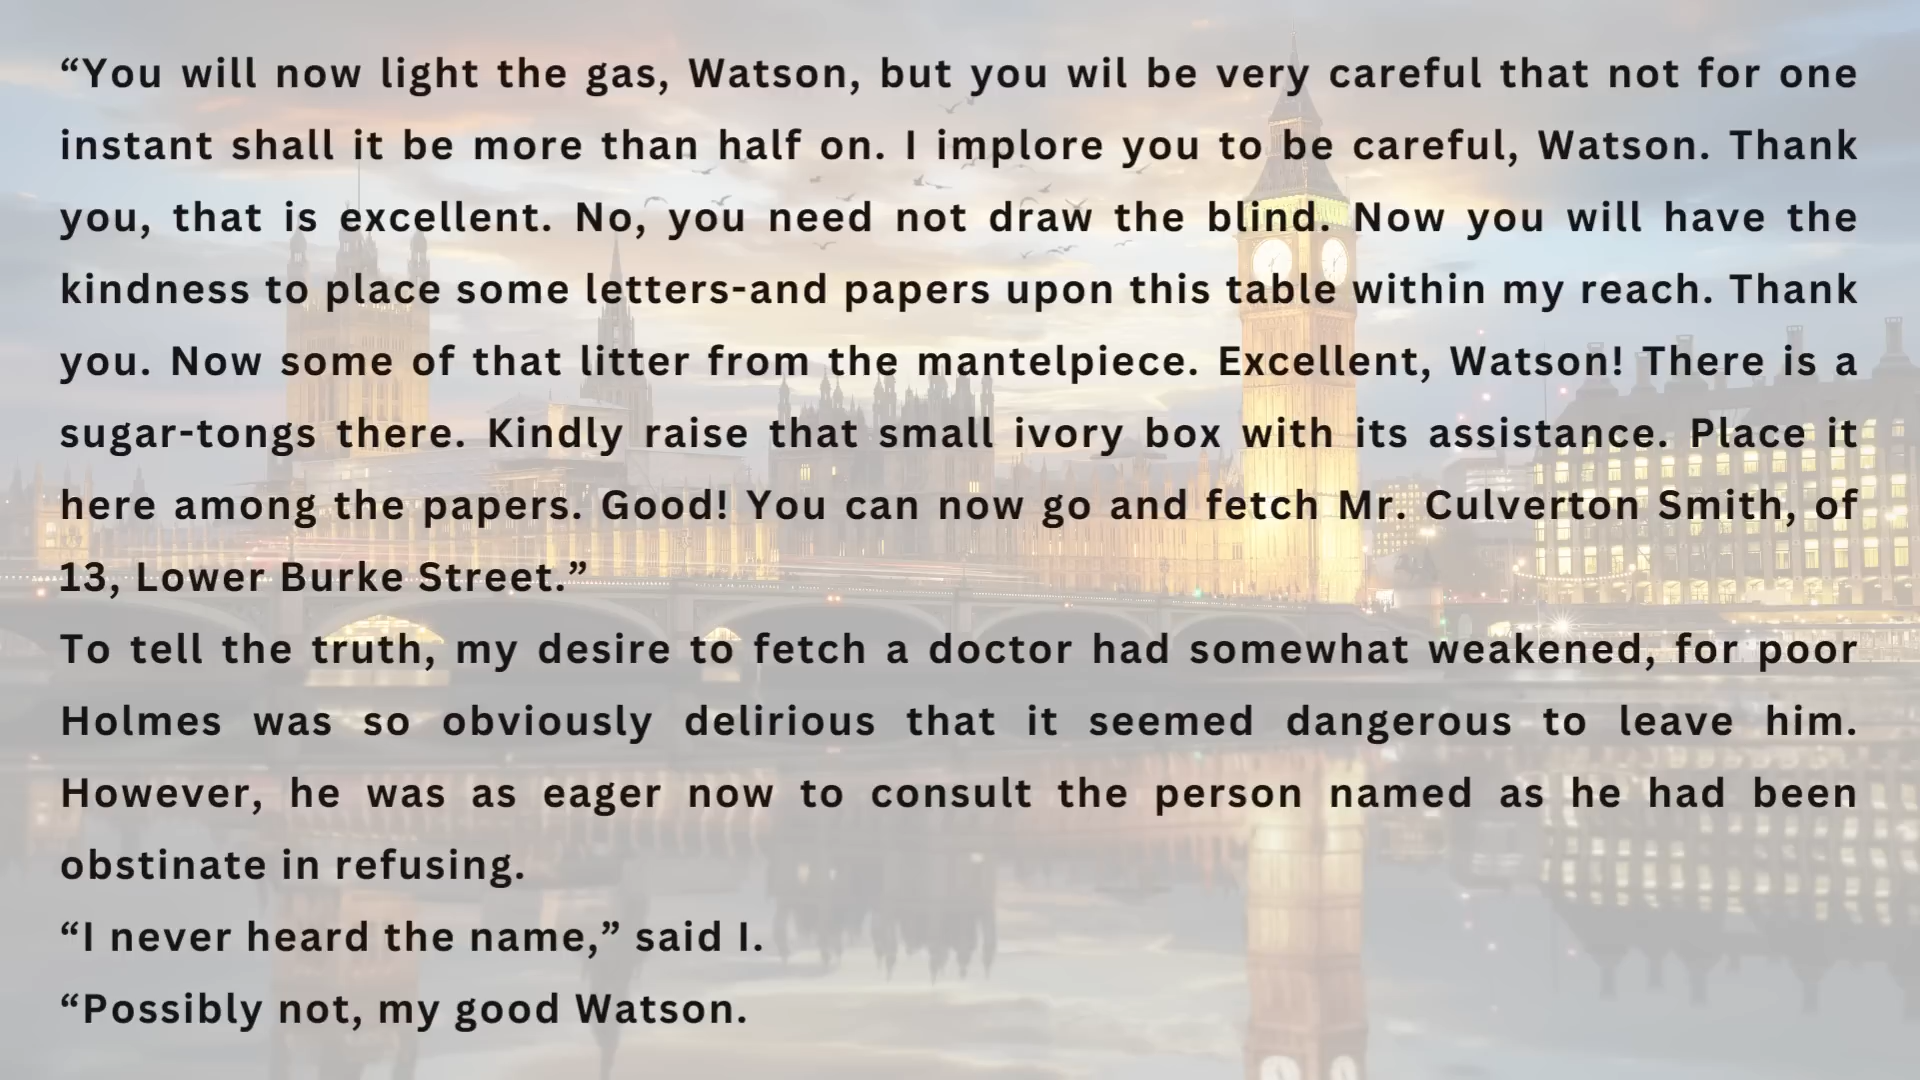 “You will now light the gas, Watson, but you wil be very careful that not for one
instant shall it be more than half on. I implore you to be careful, Watson. Thank
you, that is excellent. No, you need not draw the blind. Now you will have the
kindness to place some letters-and papers upon this table within my reach. Thank
you. Now some of that litter from the mantelpiece. Excellent, Watson! There is a
sugar-tongs there. Kindly raise that small ivory box with its assistance. Place it
here among the papers. Good! You can now go and fetch Mr. Culverton Smith, of
13, Lower Burke Street.”
To tell the truth, my desire to fetch a doctor had somewhat weakened, for poor
Holmes was so obviously delirious that it seemed dangerous to leave him.
However, he was as eager now to consult the person named as he had been
obstinate in refusing.
“I never heard the name,” said I.
“Possibly not, my good Watson.